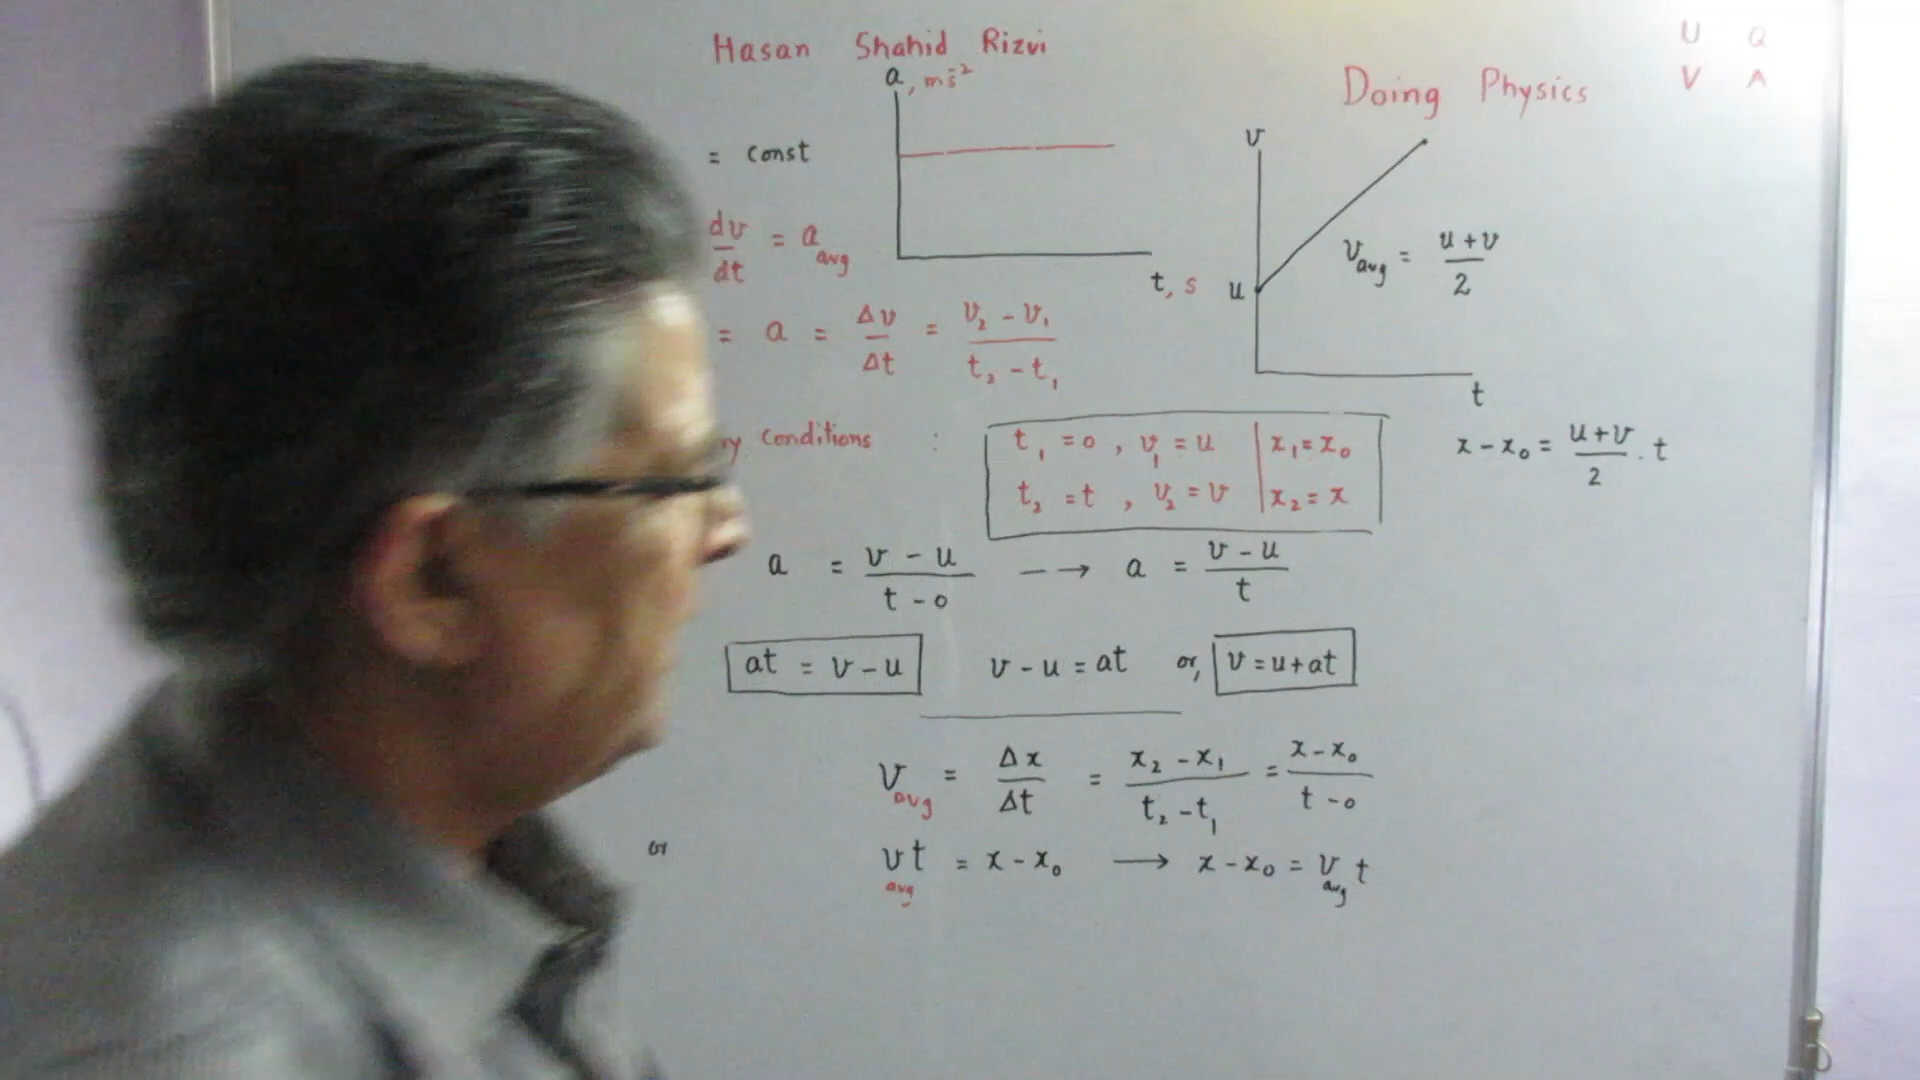 Hasan Shahid Rizvi
U Q
V A
Doing Physics
a, ms⁻²
= const
t, s
v
u
t
v_avg = (u + v)/2
dv/dt = a_avg
= a = Δv/Δt = (v₂ - v₁)/(t₂ - t₁)
conditions :
t₁ = 0, v₁ = u | x₁ = x₀
t₂ = t, v₂ = v | x₂ = x
x - x₀ = (u + v)/2 . t
a = (v - u)/(t - 0) --→ a = (v - u)/t
at = v - u v - u = at or, v = u + at
v_avg = Δx/Δt = (x₂ - x₁)/(t₂ - t₁) = (x - x₀)/(t - 0)
or v_avg t = x - x₀ → x - x₀ = v_avg t